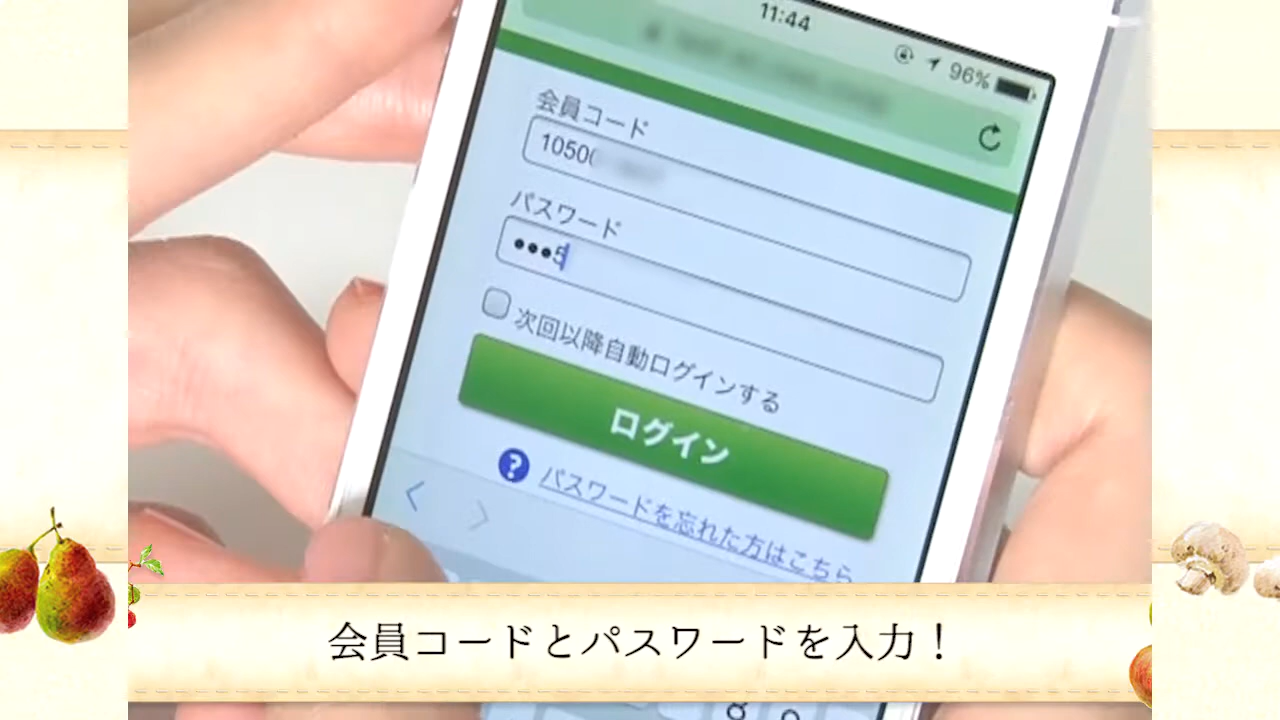 11:44
96%
会員コード
10500
パスワード
•••5
次回以降自動ログインする
ログイン
? パスワードを忘れた方はこちら
会員コードとパスワードを入力！
8